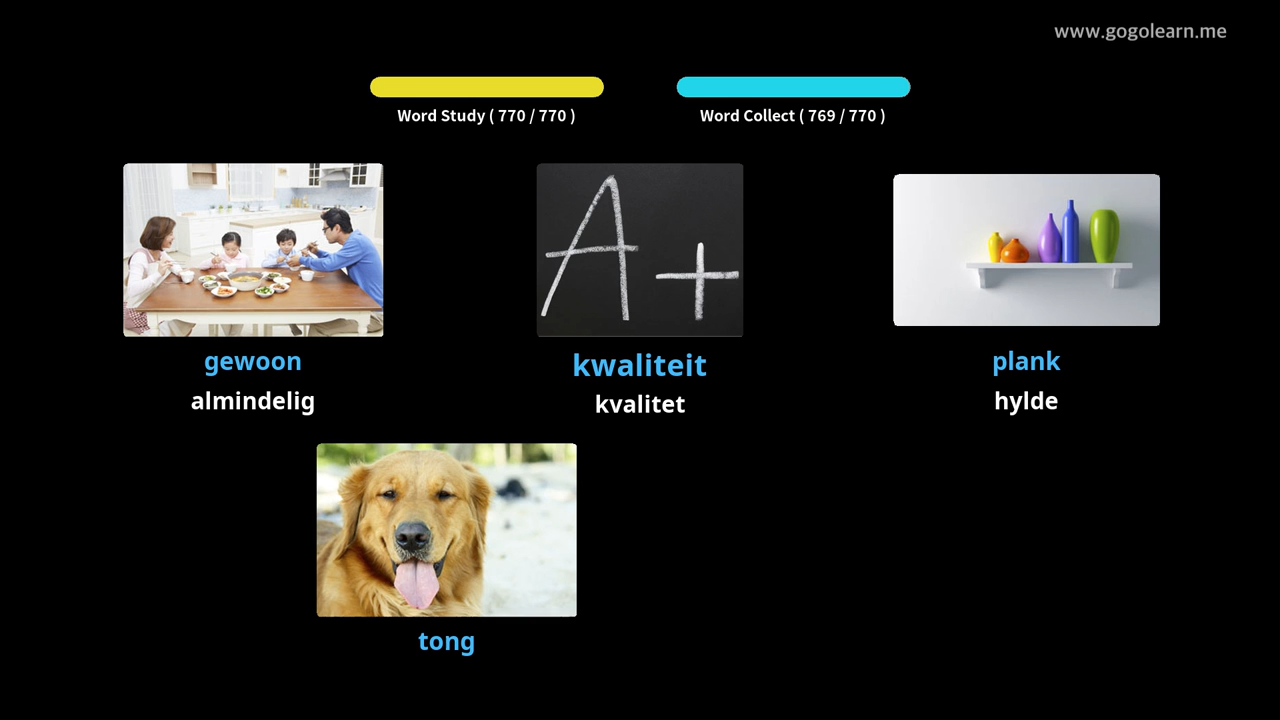 www.gogolearn.me
Word Study ( 770 / 770 )
Word Collect ( 769 / 770 )
A+
gewoon
almindelig
kwaliteit
kvalitet
plank
hylde
tong